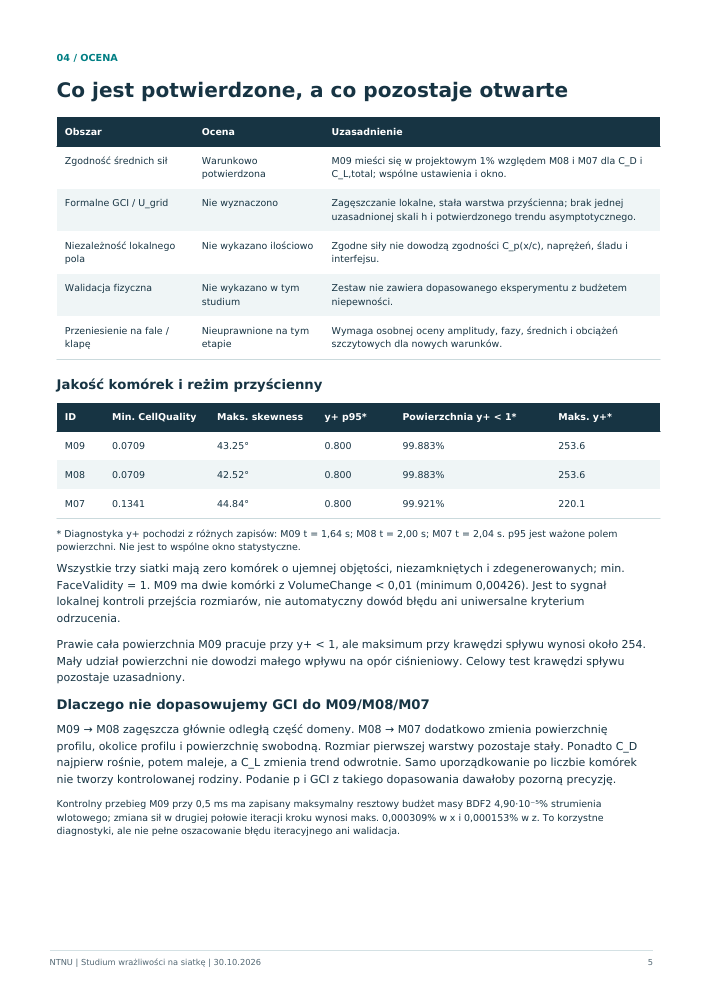 04 / OCENA
Co jest potwierdzone, a co pozostaje otwarte
Obszar Ocena Uzasadnienie
Zgodność średnich sił Warunkowo potwierdzona M09 mieści się w projektowym 1% względem M08 i M07 dla C_D i C_L,total; wspólne ustawienia i okno.
Formalne GCI / U_grid Nie wyznaczono Zagęszczanie lokalne, stała warstwa przyścienna; brak jednej uzasadnionej skali h i potwierdzonego trendu asymptotycznego.
Niezależność lokalnego pola Nie wykazano ilościowo Zgodne siły nie dowodzą zgodności C_p(x/c), naprężeń, śladu i interfejsu.
Walidacja fizyczna Nie wykazano w tym studium Zestaw nie zawiera dopasowanego eksperymentu z budżetem niepewności.
Przeniesienie na fale / klapę Nieuprawnione na tym etapie Wymaga osobnej oceny amplitudy, fazy, średnich i obciążeń szczytowych dla nowych warunków.
Jakość komórek i reżim przyścienny
ID Min. CellQuality Maks. skewness y+ p95* Powierzchnia y+ < 1* Maks. y+*
M09 0.0709 43.25° 0.800 99.883% 253.6
M08 0.0709 42.52° 0.800 99.883% 253.6
M07 0.1341 44.84° 0.800 99.921% 220.1
* Diagnostyka y+ pochodzi z różnych zapisów: M09 t = 1,64 s; M08 t = 2,00 s; M07 t = 2,04 s. p95 jest ważone polem
powierzchni. Nie jest to wspólne okno statystyczne.
Wszystkie trzy siatki mają zero komórek o ujemnej objętości, niezamkniętych i zdegenerowanych; min.
FaceValidity = 1. M09 ma dwie komórki z VolumeChange < 0,01 (minimum 0,00426). Jest to sygnał
lokalnej kontroli przejścia rozmiarów, nie automatyczny dowód błędu ani uniwersalne kryterium
odrzucenia.
Prawie cała powierzchnia M09 pracuje przy y+ < 1, ale maksimum przy krawędzi spływu wynosi około 254.
Mały udział powierzchni nie dowodzi małego wpływu na opór ciśnieniowy. Celowy test krawędzi spływu
pozostaje uzasadniony.
Dlaczego nie dopasowujemy GCI do M09/M08/M07
M09 → M08 zagęszcza głównie odległą część domeny. M08 → M07 dodatkowo zmienia powierzchnię
profilu, okolice profilu i powierzchnię swobodną. Rozmiar pierwszej warstwy pozostaje stały. Ponadto C_D
najpierw rośnie, potem maleje, a C_L zmienia trend odwrotnie. Samo uporządkowanie po liczbie komórek
nie tworzy kontrolowanej rodziny. Podanie p i GCI z takiego dopasowania dawałoby pozorną precyzję.
Kontrolny przebieg M09 przy 0,5 ms ma zapisany maksymalny resztowy budżet masy BDF2 4,90·10⁻⁵% strumienia
wlotowego; zmiana sił w drugiej połowie iteracji kroku wynosi maks. 0,000309% w x i 0,000153% w z. To korzystne
diagnostyki, ale nie pełne oszacowanie błędu iteracyjnego ani walidacja.
NTNU | Studium wrażliwości na siatkę | 30.10.2026 5